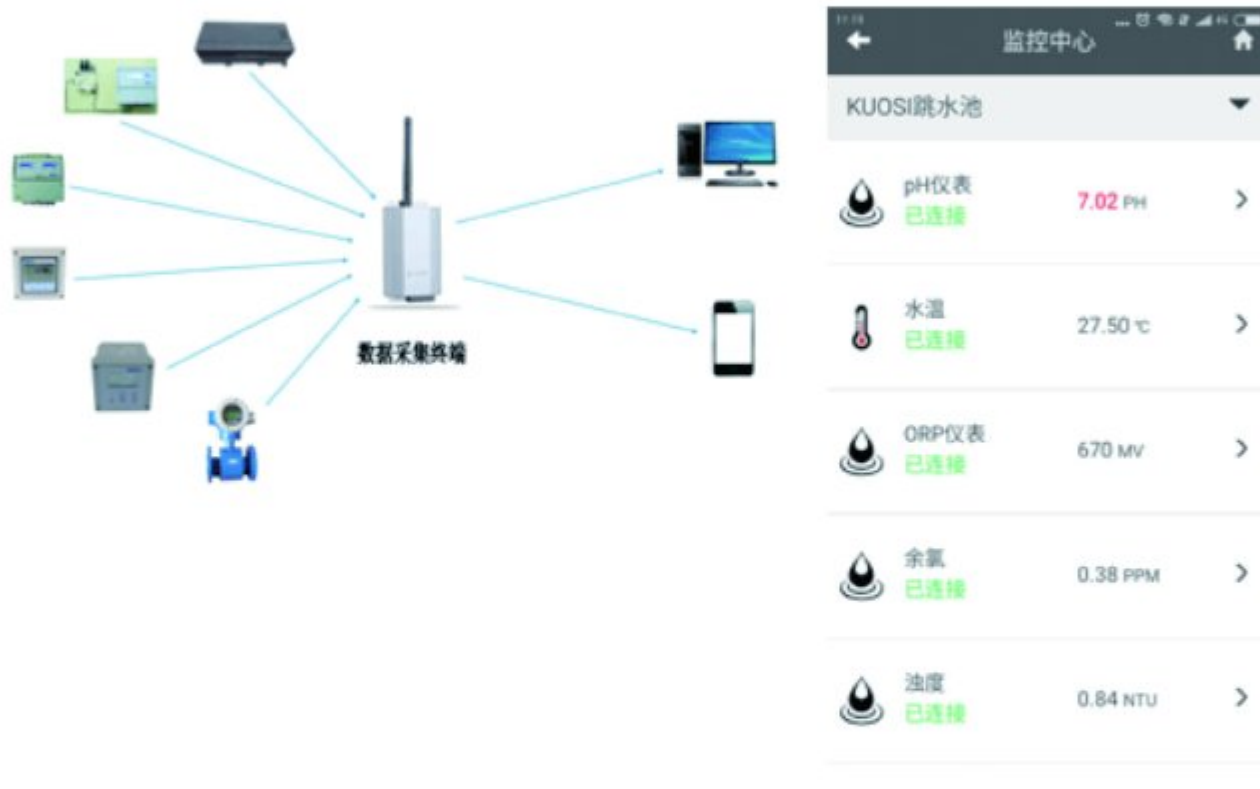 数据采集终端
11:18
4G
监控中心
KUOSI跳水池
pH仪表
已连接
7.02 PH
水温
已连接
27.50 ℃
ORP仪表
已连接
670 MV
余氯
已连接
0.38 PPM
浊度
已连接
0.84 NTU